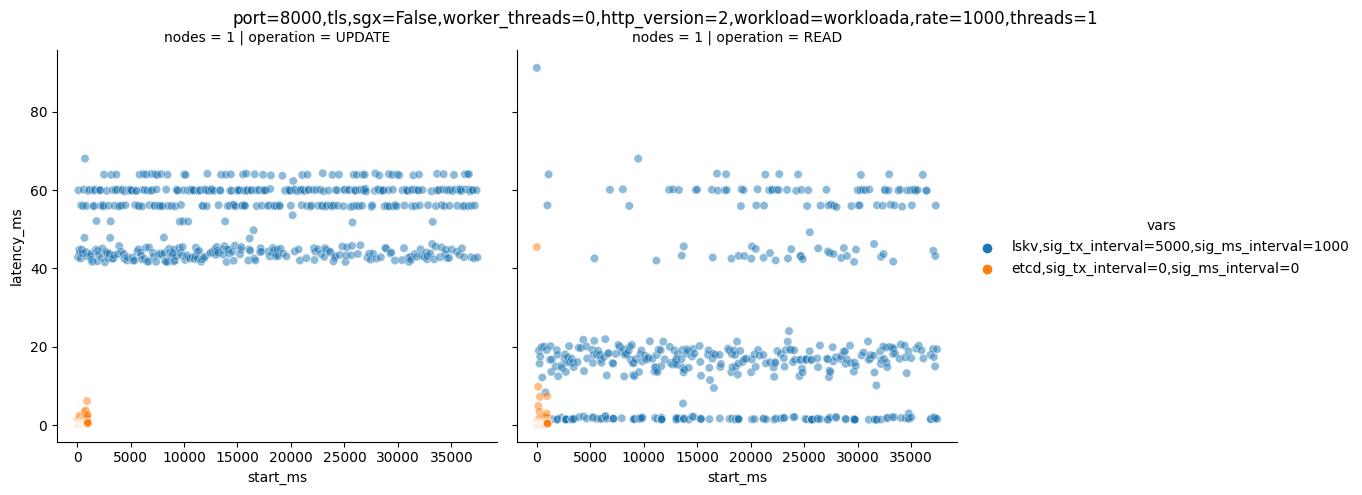 port=8000,tls,sgx=False,worker_threads=0,http_version=2,workload=workloada,rate=1000,threads=1
nodes = 1 | operation = UPDATE
nodes = 1 | operation = READ
latency_ms
80
60
40
20
0
0 5000 10000 15000 20000 25000 30000 35000
start_ms
0 5000 10000 15000 20000 25000 30000 35000
start_ms
vars
lskv,sig_tx_interval=5000,sig_ms_interval=1000
etcd,sig_tx_interval=0,sig_ms_interval=0